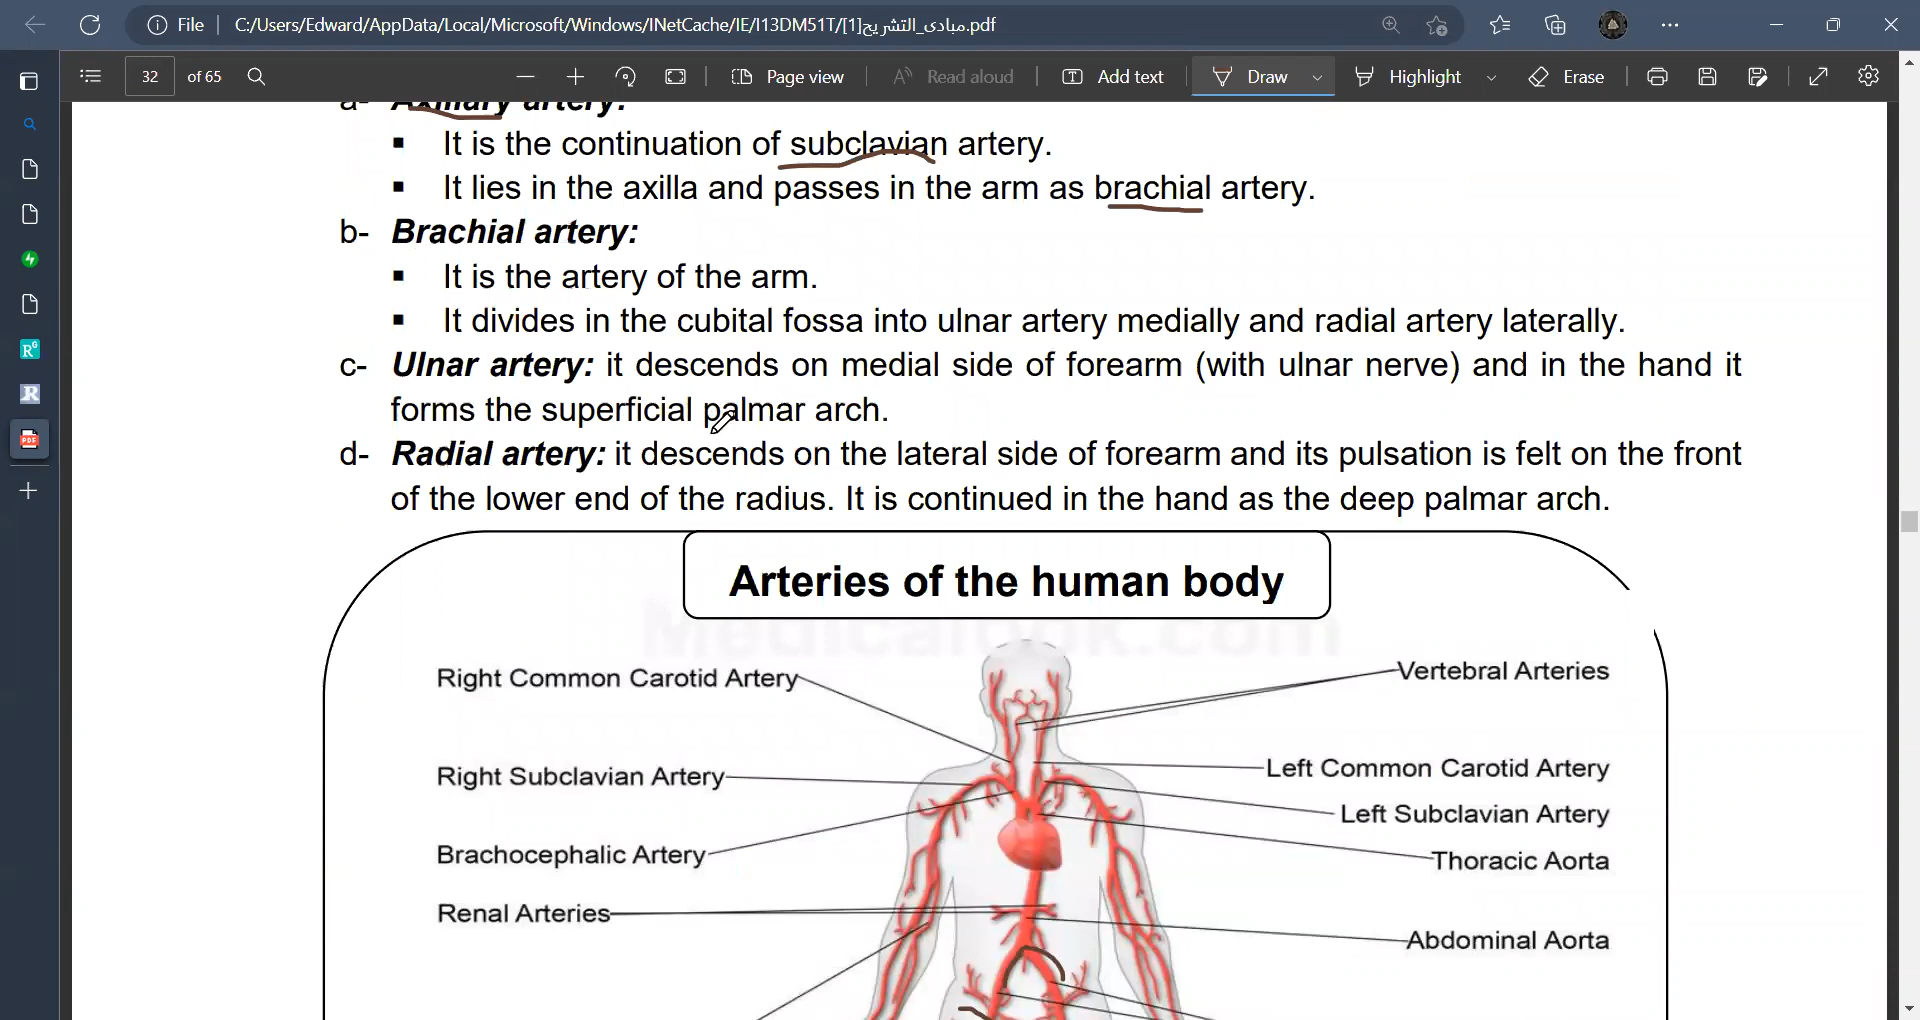 File
C:/Users/Edward/AppData/Local/Microsoft/Windows/INetCache/IE/I13DM51T/[1]مبادى_التشريح.pdf
32 of 65
Page view
Read aloud
Add text
Draw
Highlight
Erase
a- Axillary artery:
▪ It is the continuation of subclavian artery.
▪ It lies in the axilla and passes in the arm as brachial artery.
b- Brachial artery:
▪ It is the artery of the arm.
▪ It divides in the cubital fossa into ulnar artery medially and radial artery laterally.
c- Ulnar artery: it descends on medial side of forearm (with ulnar nerve) and in the hand it
forms the superficial palmar arch.
d- Radial artery: it descends on the lateral side of forearm and its pulsation is felt on the front
of the lower end of the radius. It is continued in the hand as the deep palmar arch.
Arteries of the human body
Right Common Carotid Artery
Vertebral Arteries
Right Subclavian Artery
Left Common Carotid Artery
Left Subclavian Artery
Brachocephalic Artery
Thoracic Aorta
Renal Arteries
Abdominal Aorta